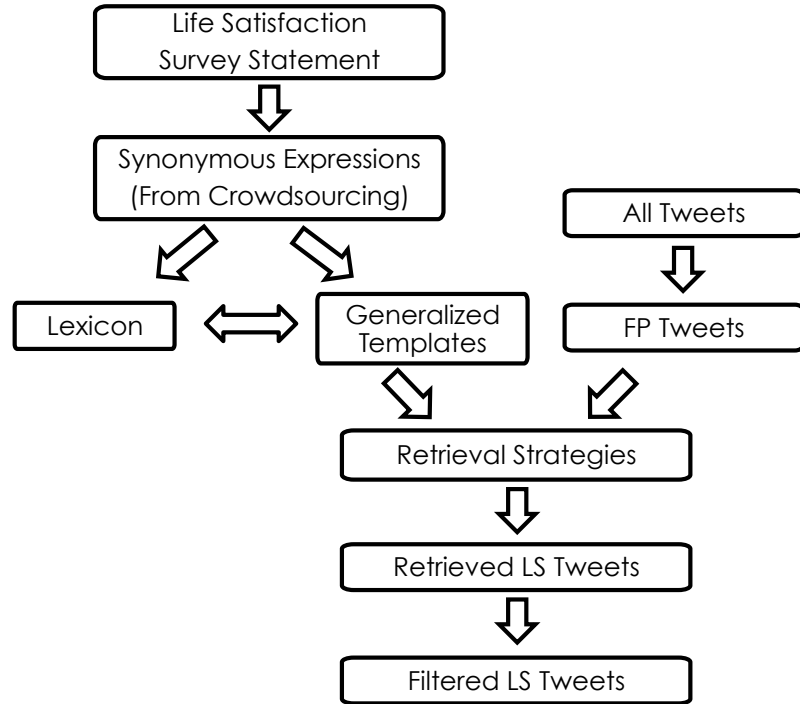 Life Satisfaction
Survey Statement
Synonymous Expressions
(From Crowdsourcing)
All Tweets
Lexicon
Generalized
Templates
FP Tweets
Retrieval Strategies
Retrieved LS Tweets
Filtered LS Tweets